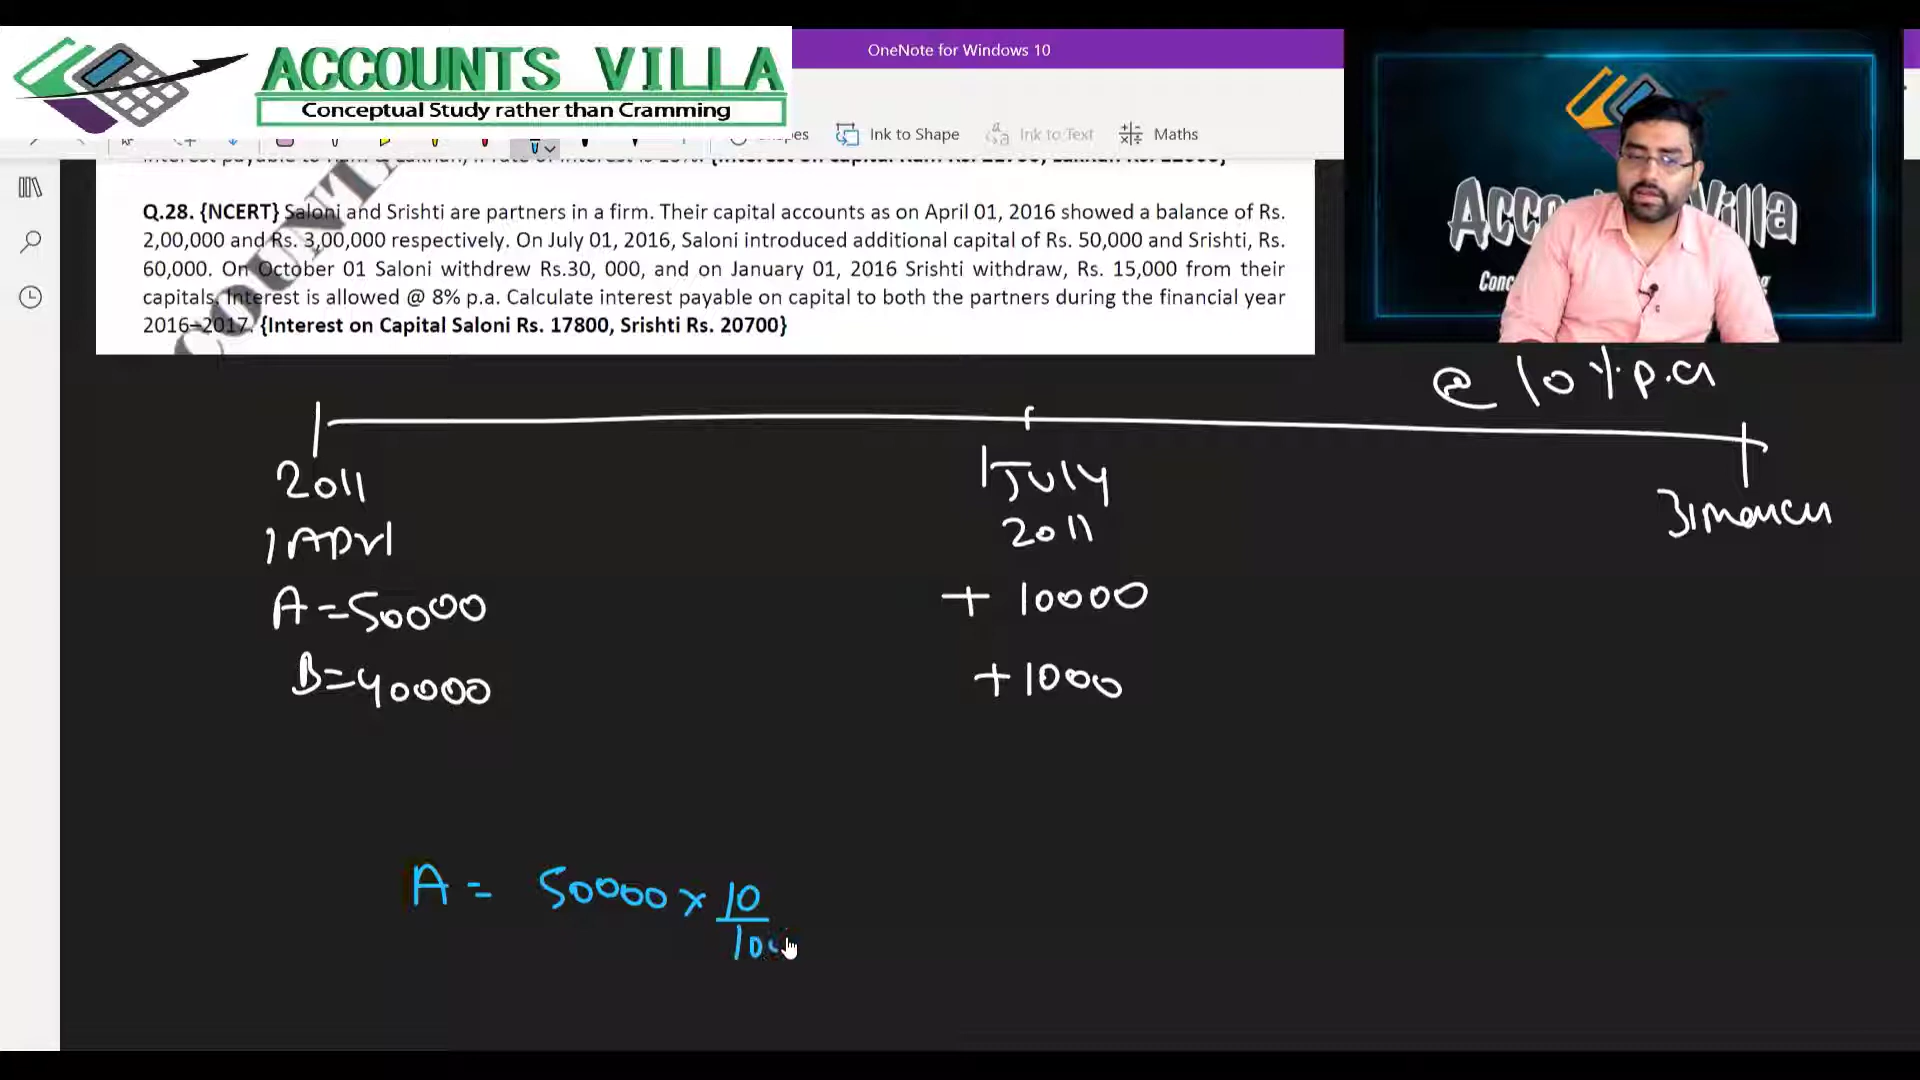 ACCOUNTS VILLA
Conceptual Study rather than Cramming
OneNote for Windows 10
Ink to Shape
Ink to Text
Maths
Q.28. {NCERT} Saloni and Srishti are partners in a firm. Their capital accounts as on April 01, 2016 showed a balance of Rs.
2,00,000 and Rs. 3,00,000 respectively. On July 01, 2016, Saloni introduced additional capital of Rs. 50,000 and Srishti, Rs.
60,000. On October 01 Saloni withdrew Rs.30, 000, and on January 01, 2016 Srishti withdraw, Rs. 15,000 from their
capitals. Interest is allowed @ 8% p.a. Calculate interest payable on capital to both the partners during the financial year
2016–2017. {Interest on Capital Saloni Rs. 17800, Srishti Rs. 20700}
@ 10 % p.a
2011
1 April
A = 50000
B = 40000
1 July
2011
+ 10000
+ 1000
31 march
A = 50000 × 10
100